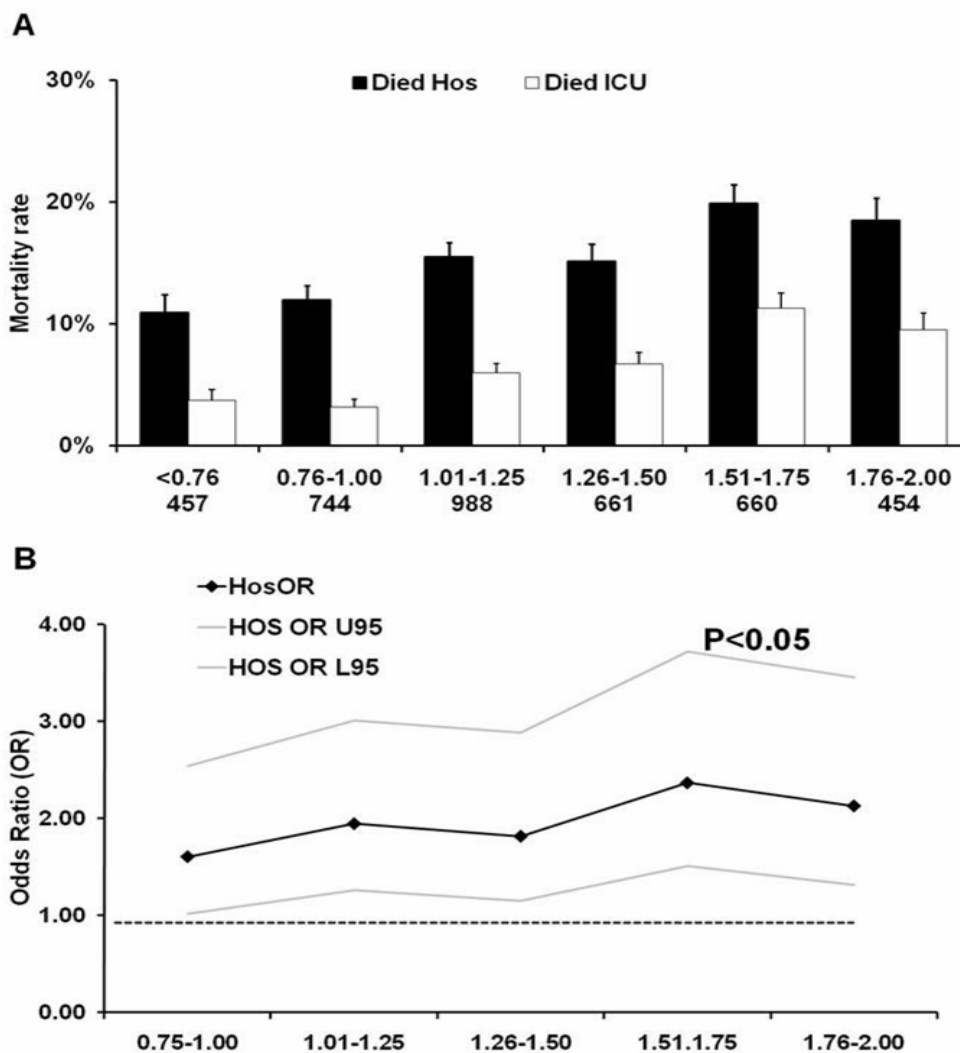 A
30%
Died Hos
Died ICU
20%
10%
0%
Mortality rate
<0.76 0.76-1.00 1.01-1.25 1.26-1.50 1.51-1.75 1.76-2.00
457 744 988 661 660 454
B
HosOR
HOS OR U95
HOS OR L95
P<0.05
4.00
3.00
2.00
1.00
0.00
Odds Ratio (OR)
0.75-1.00 1.01-1.25 1.26-1.50 1.51.1.75 1.76-2.00